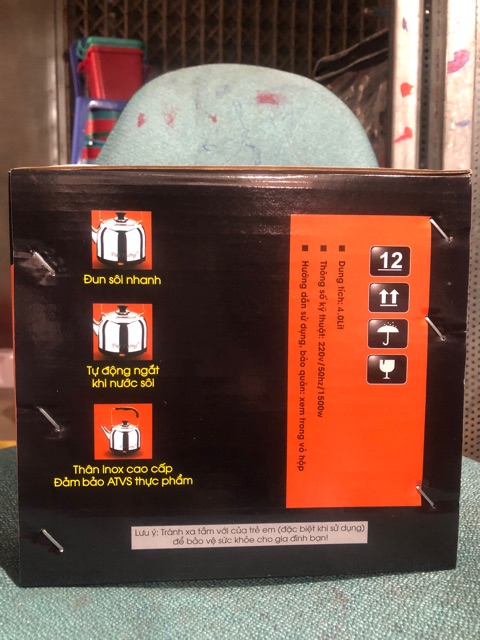 Đun sôi nhanh
Tự động ngắt
khi nước sôi
Thân inox cao cấp
Đảm bảo ATVS thực phẩm
12
Dung tích: 4.0Lit
Thông số kỹ thuật: 220v/50hz/1500w
Hướng dẫn sử dụng, bảo quản: xem trong vỏ hộp
Lưu ý: Tránh xa tầm với của trẻ em (đặc biệt khi sử dụng)
để bảo vệ sức khỏe cho gia đình bạn!